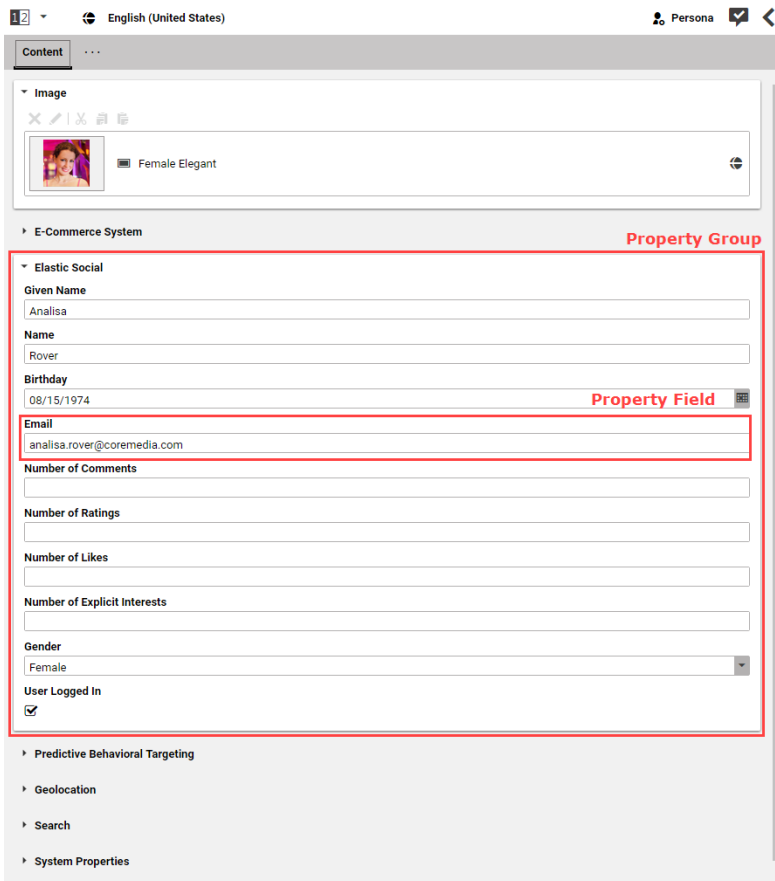 12 English (United States) Persona
Content ...
Image
Female Elegant
E-Commerce System
Property Group
Elastic Social
Given Name
Analisa
Name
Rover
Birthday
08/15/1974 Property Field
Email
analisa.rover@coremedia.com
Number of Comments
Number of Ratings
Number of Likes
Number of Explicit Interests
Gender
Female
User Logged In
Predictive Behavioral Targeting
Geolocation
Search
System Properties